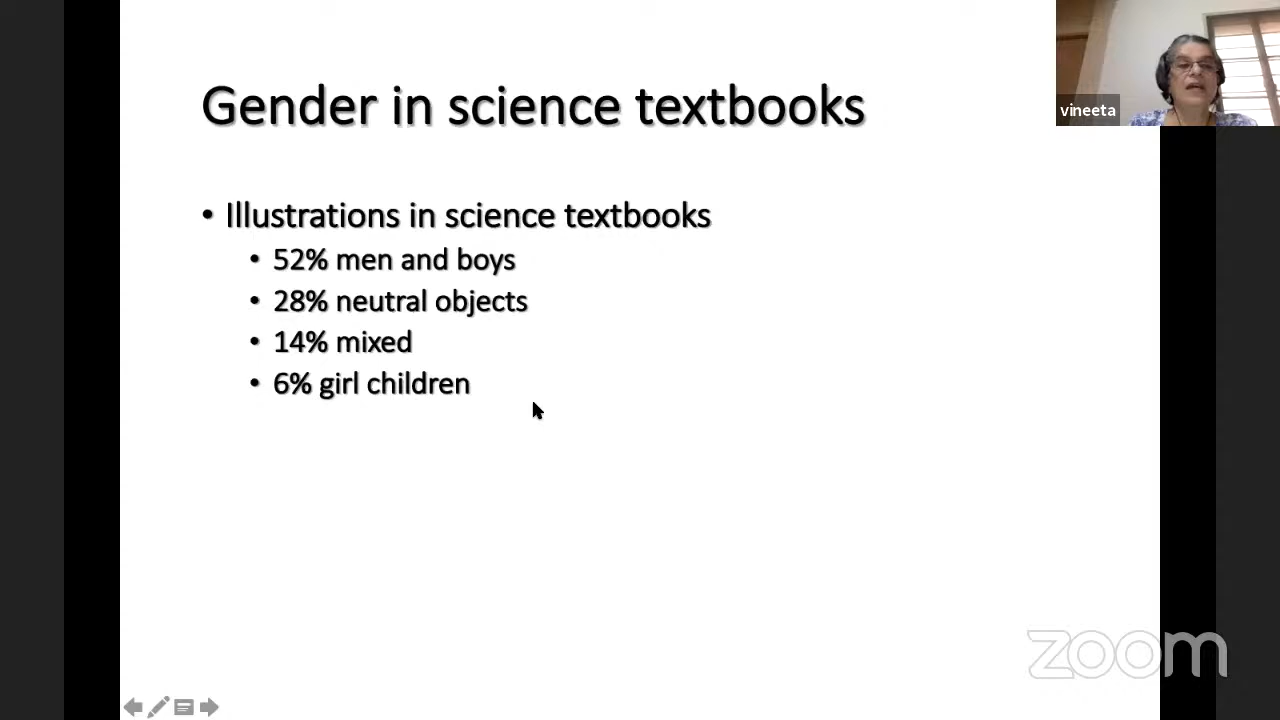 Gender in science textbooks
vineeta
• Illustrations in science textbooks
• 52% men and boys
• 28% neutral objects
• 14% mixed
• 6% girl children
zoom